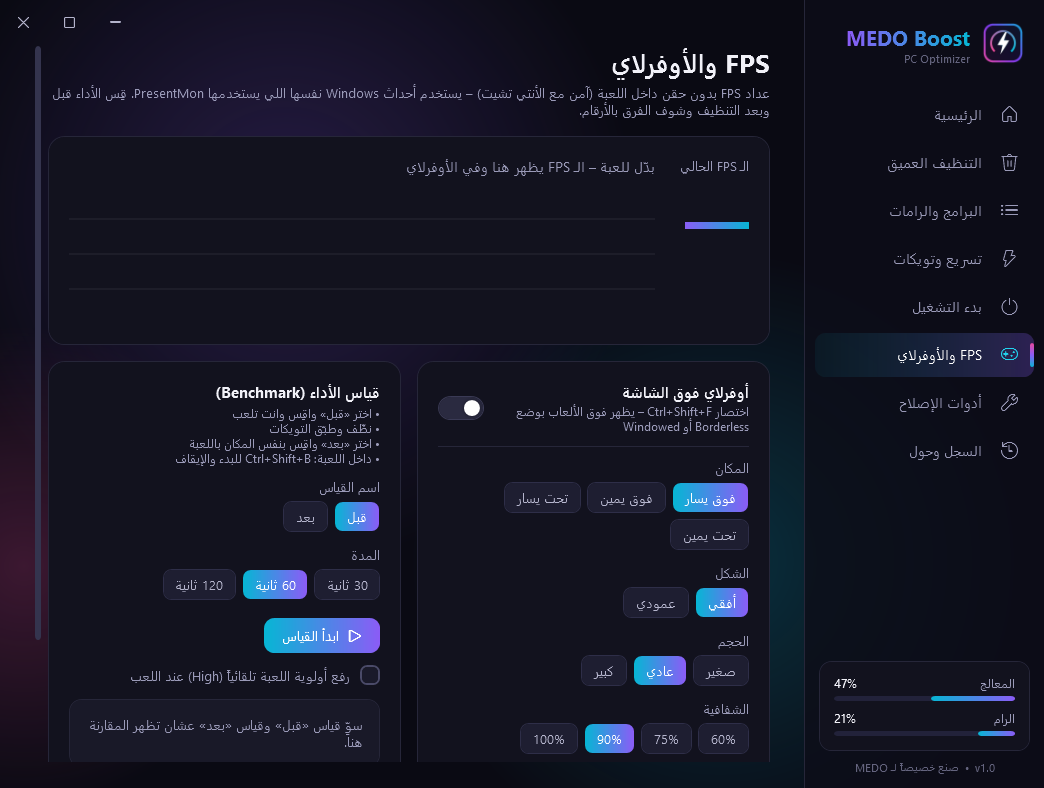 MEDO Boost
PC Optimizer
الرئيسية
التنظيف العميق
البرامج والرامات
تسريع وتويكات
بدء التشغيل
FPS والأوفرلاي
أدوات الإصلاح
السجل وحول
المعالج 47%
الرام 21%
v1.0 • صنع خصيصاً لـ MEDO
FPS والأوفرلاي
عداد FPS بدون حقن داخل اللعبة (آمن مع الأنتي تشيت) – يستخدم أحداث Windows نفسها اللي يستخدمها PresentMon. قِس الأداء قبل
وبعد التنظيف وشوف الفرق بالأرقام.
الـ FPS الحالي
بدّل للعبة – الـ FPS يظهر هنا وفي الأوفرلاي
أوفرلاي فوق الشاشة
اختصار Ctrl+Shift+F – يظهر فوق الألعاب بوضع
Borderless أو Windowed
المكان
فوق يسار
فوق يمين
تحت يسار
تحت يمين
الشكل
أفقي
عمودي
الحجم
صغير
عادي
كبير
الشفافية
60%
75%
90%
100%
قياس الأداء (Benchmark)
• اختر «قبل» واقِس وانت تلعب
• نظّف وطبّق التويكات
• اختر «بعد» واقِس بنفس المكان باللعبة
• داخل اللعبة: Ctrl+Shift+B للبدء والإيقاف
اسم القياس
قبل
بعد
المدة
30 ثانية
60 ثانية
120 ثانية
ابدأ القياس
رفع أولوية اللعبة تلقائياً (High) عند اللعب
سوِّ قياس «قبل» وقياس «بعد» عشان تظهر المقارنة
هنا.